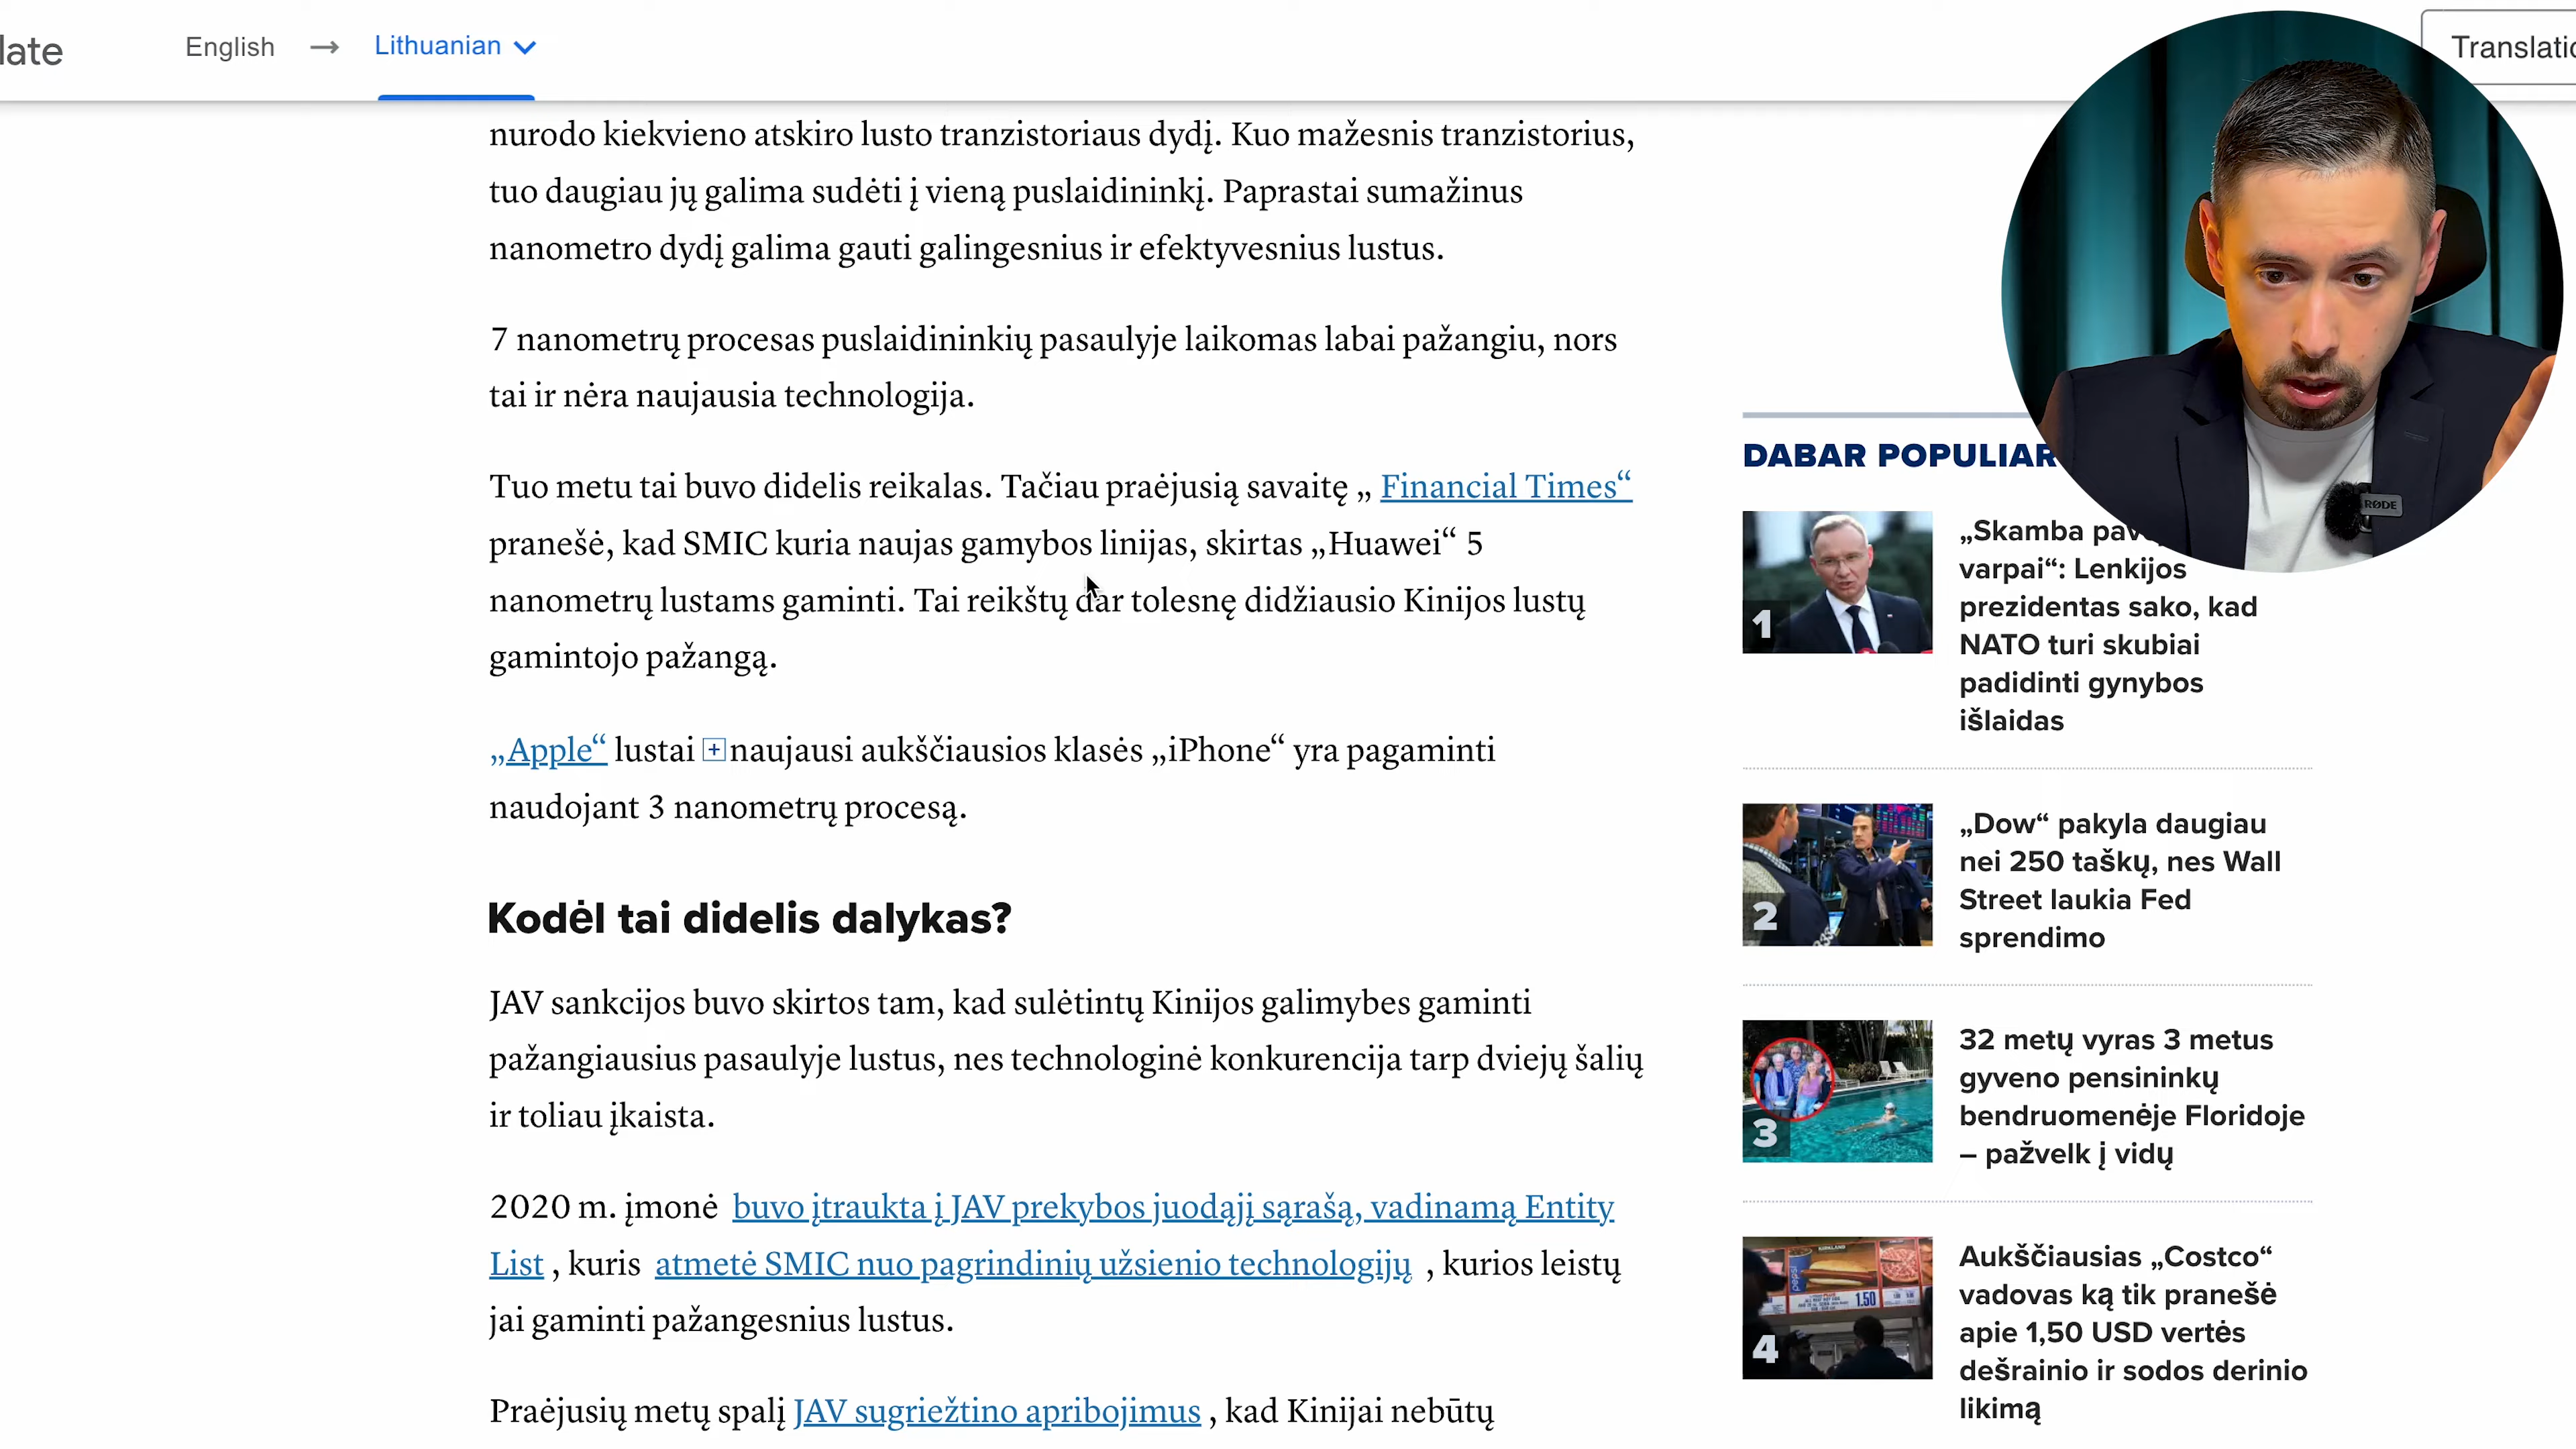 English → Lithuanian
nurodo kiekvieno atskiro lusto tranzistoriaus dydį. Kuo mažesnis tranzistorius,
tuo daugiau jų galima sudėti į vieną puslaidininkį. Paprastai sumažinus
nanometro dydį galima gauti galingesnius ir efektyvesnius lustus.
7 nanometrų procesas puslaidininkių pasaulyje laikomas labai pažangiu, nors
tai ir nėra naujausia technologija.
Tuo metu tai buvo didelis reikalas. Tačiau praėjusią savaitę „ Financial Times“
pranešė, kad SMIC kuria naujas gamybos linijas, skirtas „Huawei“ 5
nanometrų lustams gaminti. Tai reikštų dar tolesnę didžiausio Kinijos lustų
gamintojo pažangą.
„Apple“ lustai naujausi aukščiausios klasės „iPhone“ yra pagaminti
naudojant 3 nanometrų procesą.
Kodėl tai didelis dalykas?
JAV sankcijos buvo skirtos tam, kad sulėtintų Kinijos galimybes gaminti
pažangiausius pasaulyje lustus, nes technologinė konkurencija tarp dviejų šalių
ir toliau įkaista.
2020 m. įmonė buvo įtraukta į JAV prekybos juodąjį sąrašą, vadinamą Entity
List , kuris atmetė SMIC nuo pagrindinių užsienio technologijų , kurios leistų
jai gaminti pažangesnius lustus.
Praėjusių metų spalį JAV sugriežtino apribojimus , kad Kinijai nebūtų
RØDE
DABAR
1
„Skamba
varpai“: Lenkijos
prezidentas sako, kad
NATO turi skubiai
padidinti gynybos
išlaidas
2
„Dow“ pakyla daugiau
nei 250 taškų, nes Wall
Street laukia Fed
sprendimo
3
32 metų vyras 3 metus
gyveno pensininkų
bendruomenėje Floridoje
– pažvelk į vidų
4
1.50
Aukščiausias „Costco“
vadovas ką tik pranešė
apie 1,50 USD vertės
dešrainio ir sodos derinio
likimą